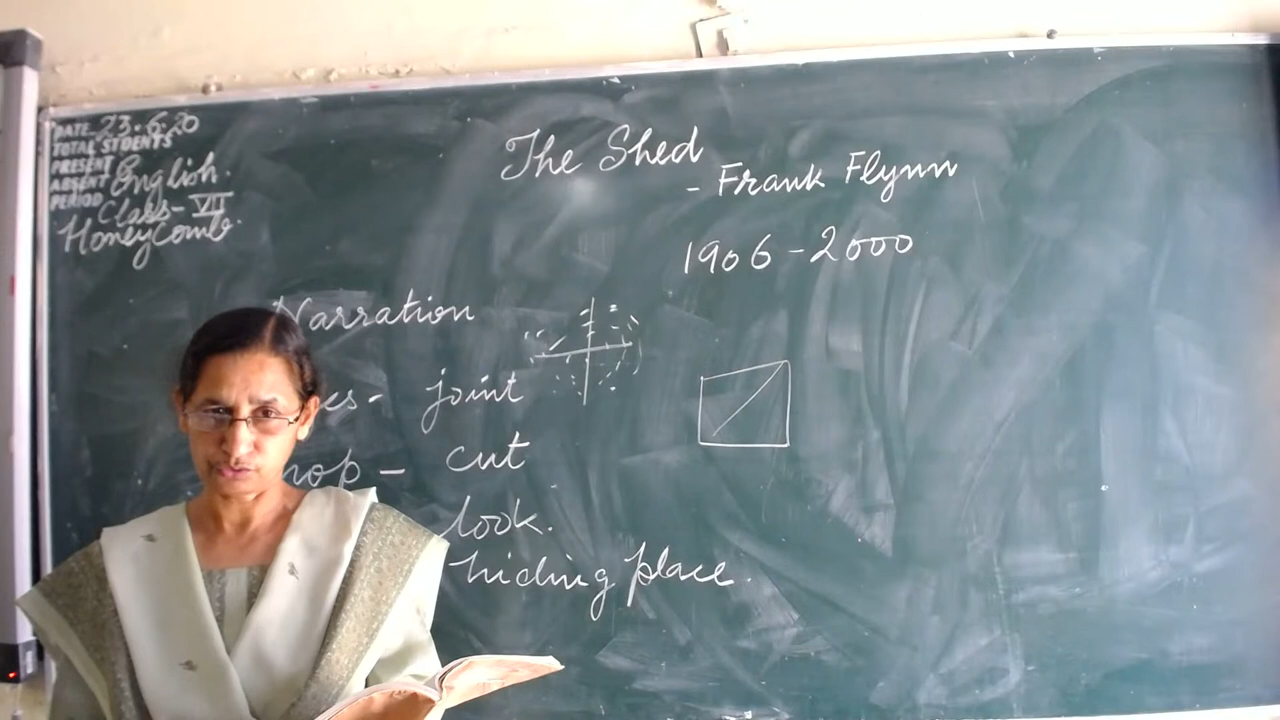 DATE 23.6.20
TOTAL STDENTS
PRESENT
ABSENT English.
PERIOD Class-VII
Honeycomb.
The Shed
- Frank Flynn
1906-2000
Narration
es- joint
hop - cut
look.
hiding place.